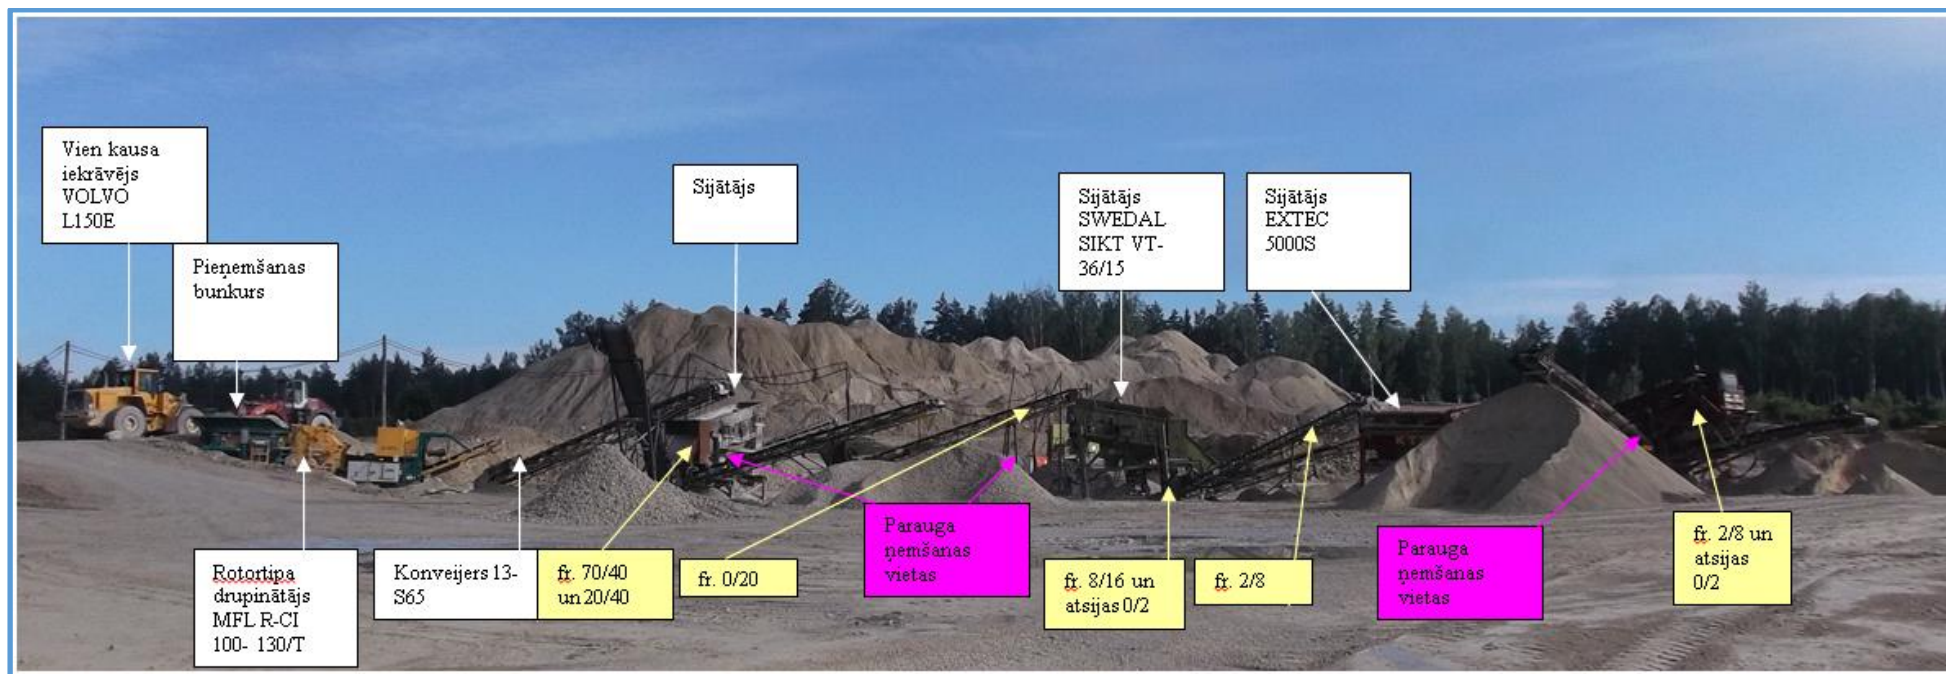 Vien kausa
iekrāvējs
VOLVO
L150E
Pieņemšanas
bunkurs
Sijātājs
Sijātājs
SWEDAL
SIKT VT-
36/15
Sijātājs
EXTEC
5000S
Rotortipa
drupinātājs
MFL R-CI
100- 130/T
Konveijers 13-
S65
fr. 70/40
un 20/40
fr. 0/20
Parauga
ņemšanas
vietas
fr. 8/16 un
atsijas 0/2
fr. 2/8
Parauga
ņemšanas
vietas
fr. 2/8 un
atsijas
0/2